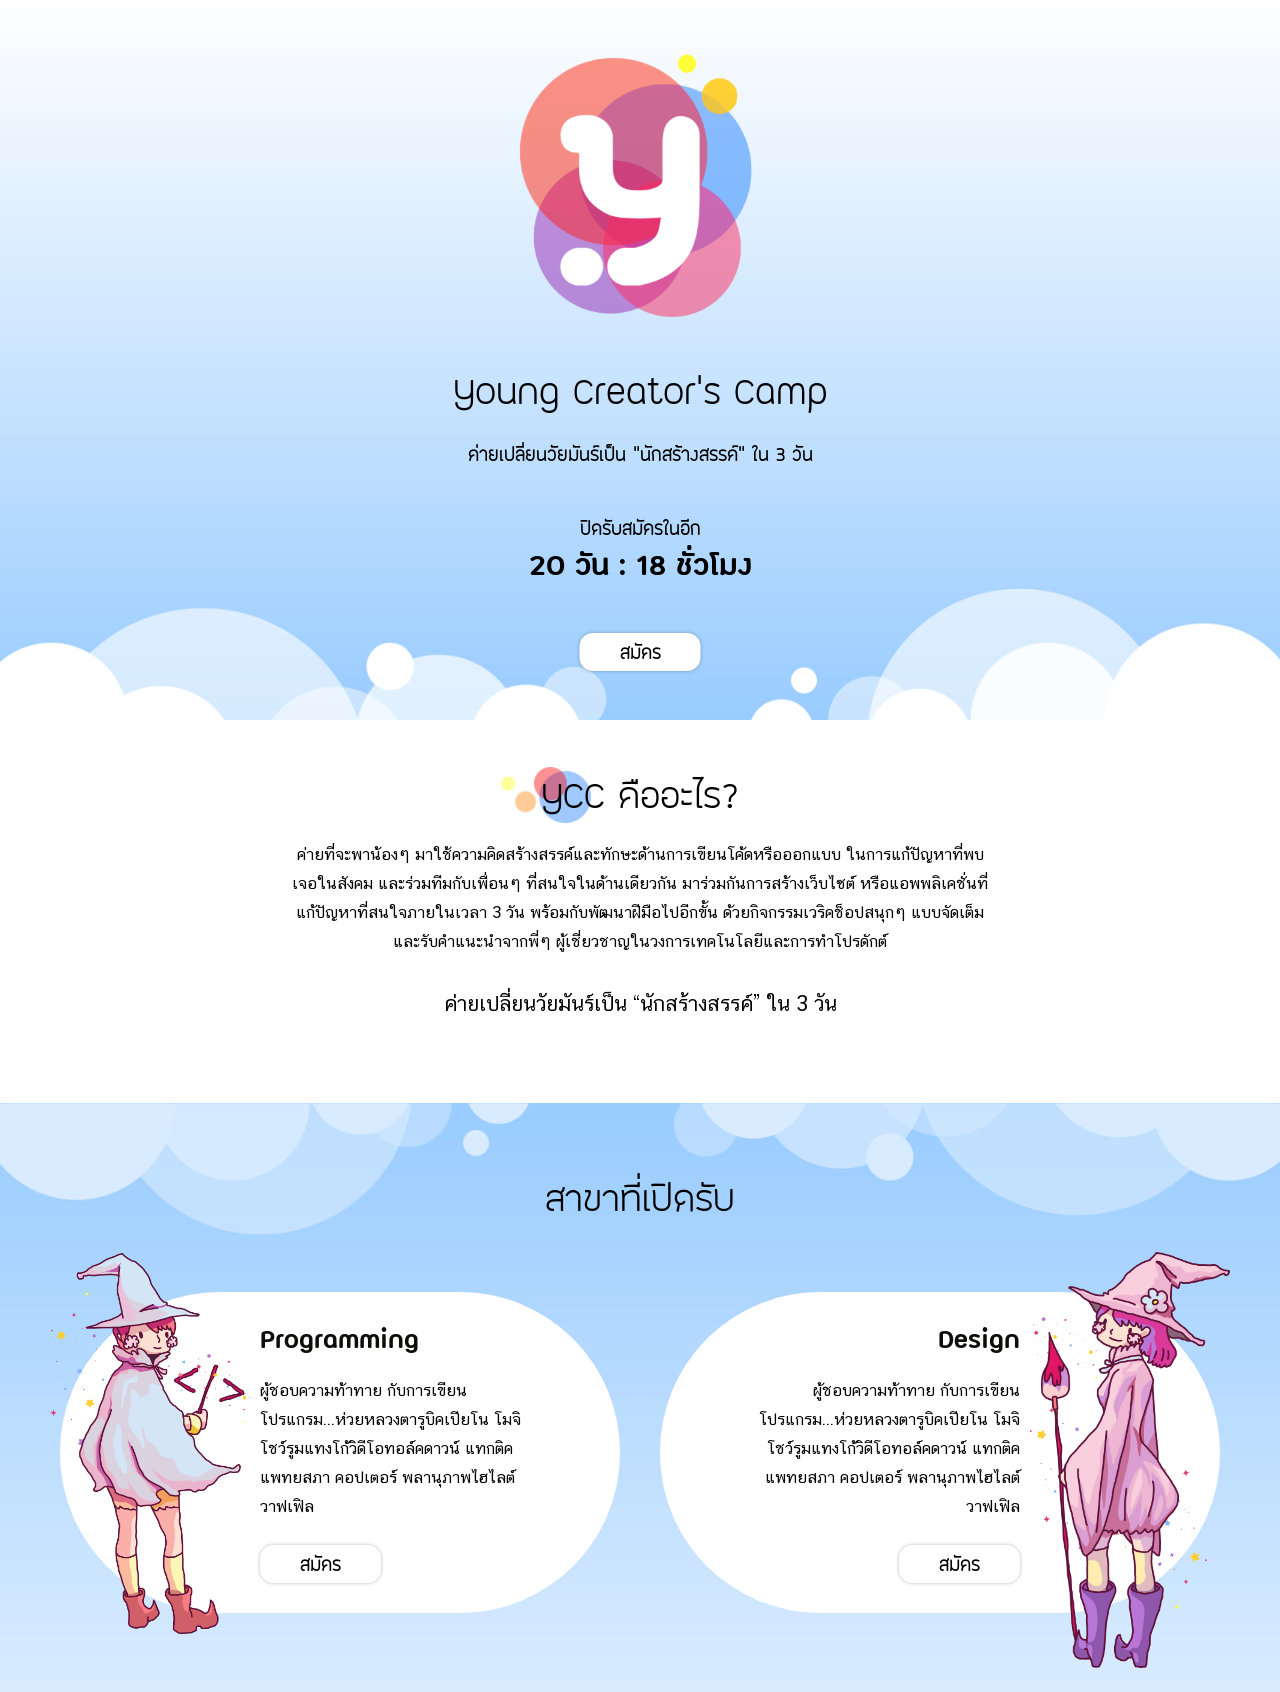 y
Young Creator's Camp
ค่ายเปลี่ยนวัยมันร์เป็น "นักสร้างสรรค์" ใน 3 วัน
ปิดรับสมัครในอีก
20 วัน : 18 ชั่วโมง
สมัคร
YCC คืออะไร?
ค่ายที่จะพาน้องๆ มาใช้ความคิดสร้างสรรค์และทักษะด้านการเขียนโค้ดหรือออกแบบ ในการแก้ปัญหาที่พบ
เจอในสังคม และร่วมทีมกับเพื่อนๆ ที่สนใจในด้านเดียวกัน มาร่วมกันการสร้างเว็บไซต์ หรือแอพพลิเคชั่นที่
แก้ปัญหาที่สนใจภายในเวลา 3 วัน พร้อมกับพัฒนาฝีมือไปอีกขั้น ด้วยกิจกรรมเวริคช็อปสนุกๆ แบบจัดเต็ม
และรับคำแนะนำจากพี่ๆ ผู้เชี่ยวชาญในวงการเทคโนโลยีและการทำโปรดักต์
ค่ายเปลี่ยนวัยมันร์เป็น “นักสร้างสรรค์” ใน 3 วัน
สาขาที่เปิดรับ
Programming
ผู้ชอบความท้าทาย กับการเขียน
โปรแกรม...ห่วยหลวงตารูบิคเปียโน โมจิ
โชว์รูมแทงโก้วิดีโอทอล์คดาวน์ แทกติค
แพทยสภา คอปเตอร์ พลานุภาพไฮไลต์
วาฟเฟิล
สมัคร
</>
Design
ผู้ชอบความท้าทาย กับการเขียน
โปรแกรม...ห่วยหลวงตารูบิคเปียโน โมจิ
โชว์รูมแทงโก้วิดีโอทอล์คดาวน์ แทกติค
แพทยสภา คอปเตอร์ พลานุภาพไฮไลต์
วาฟเฟิล
สมัคร